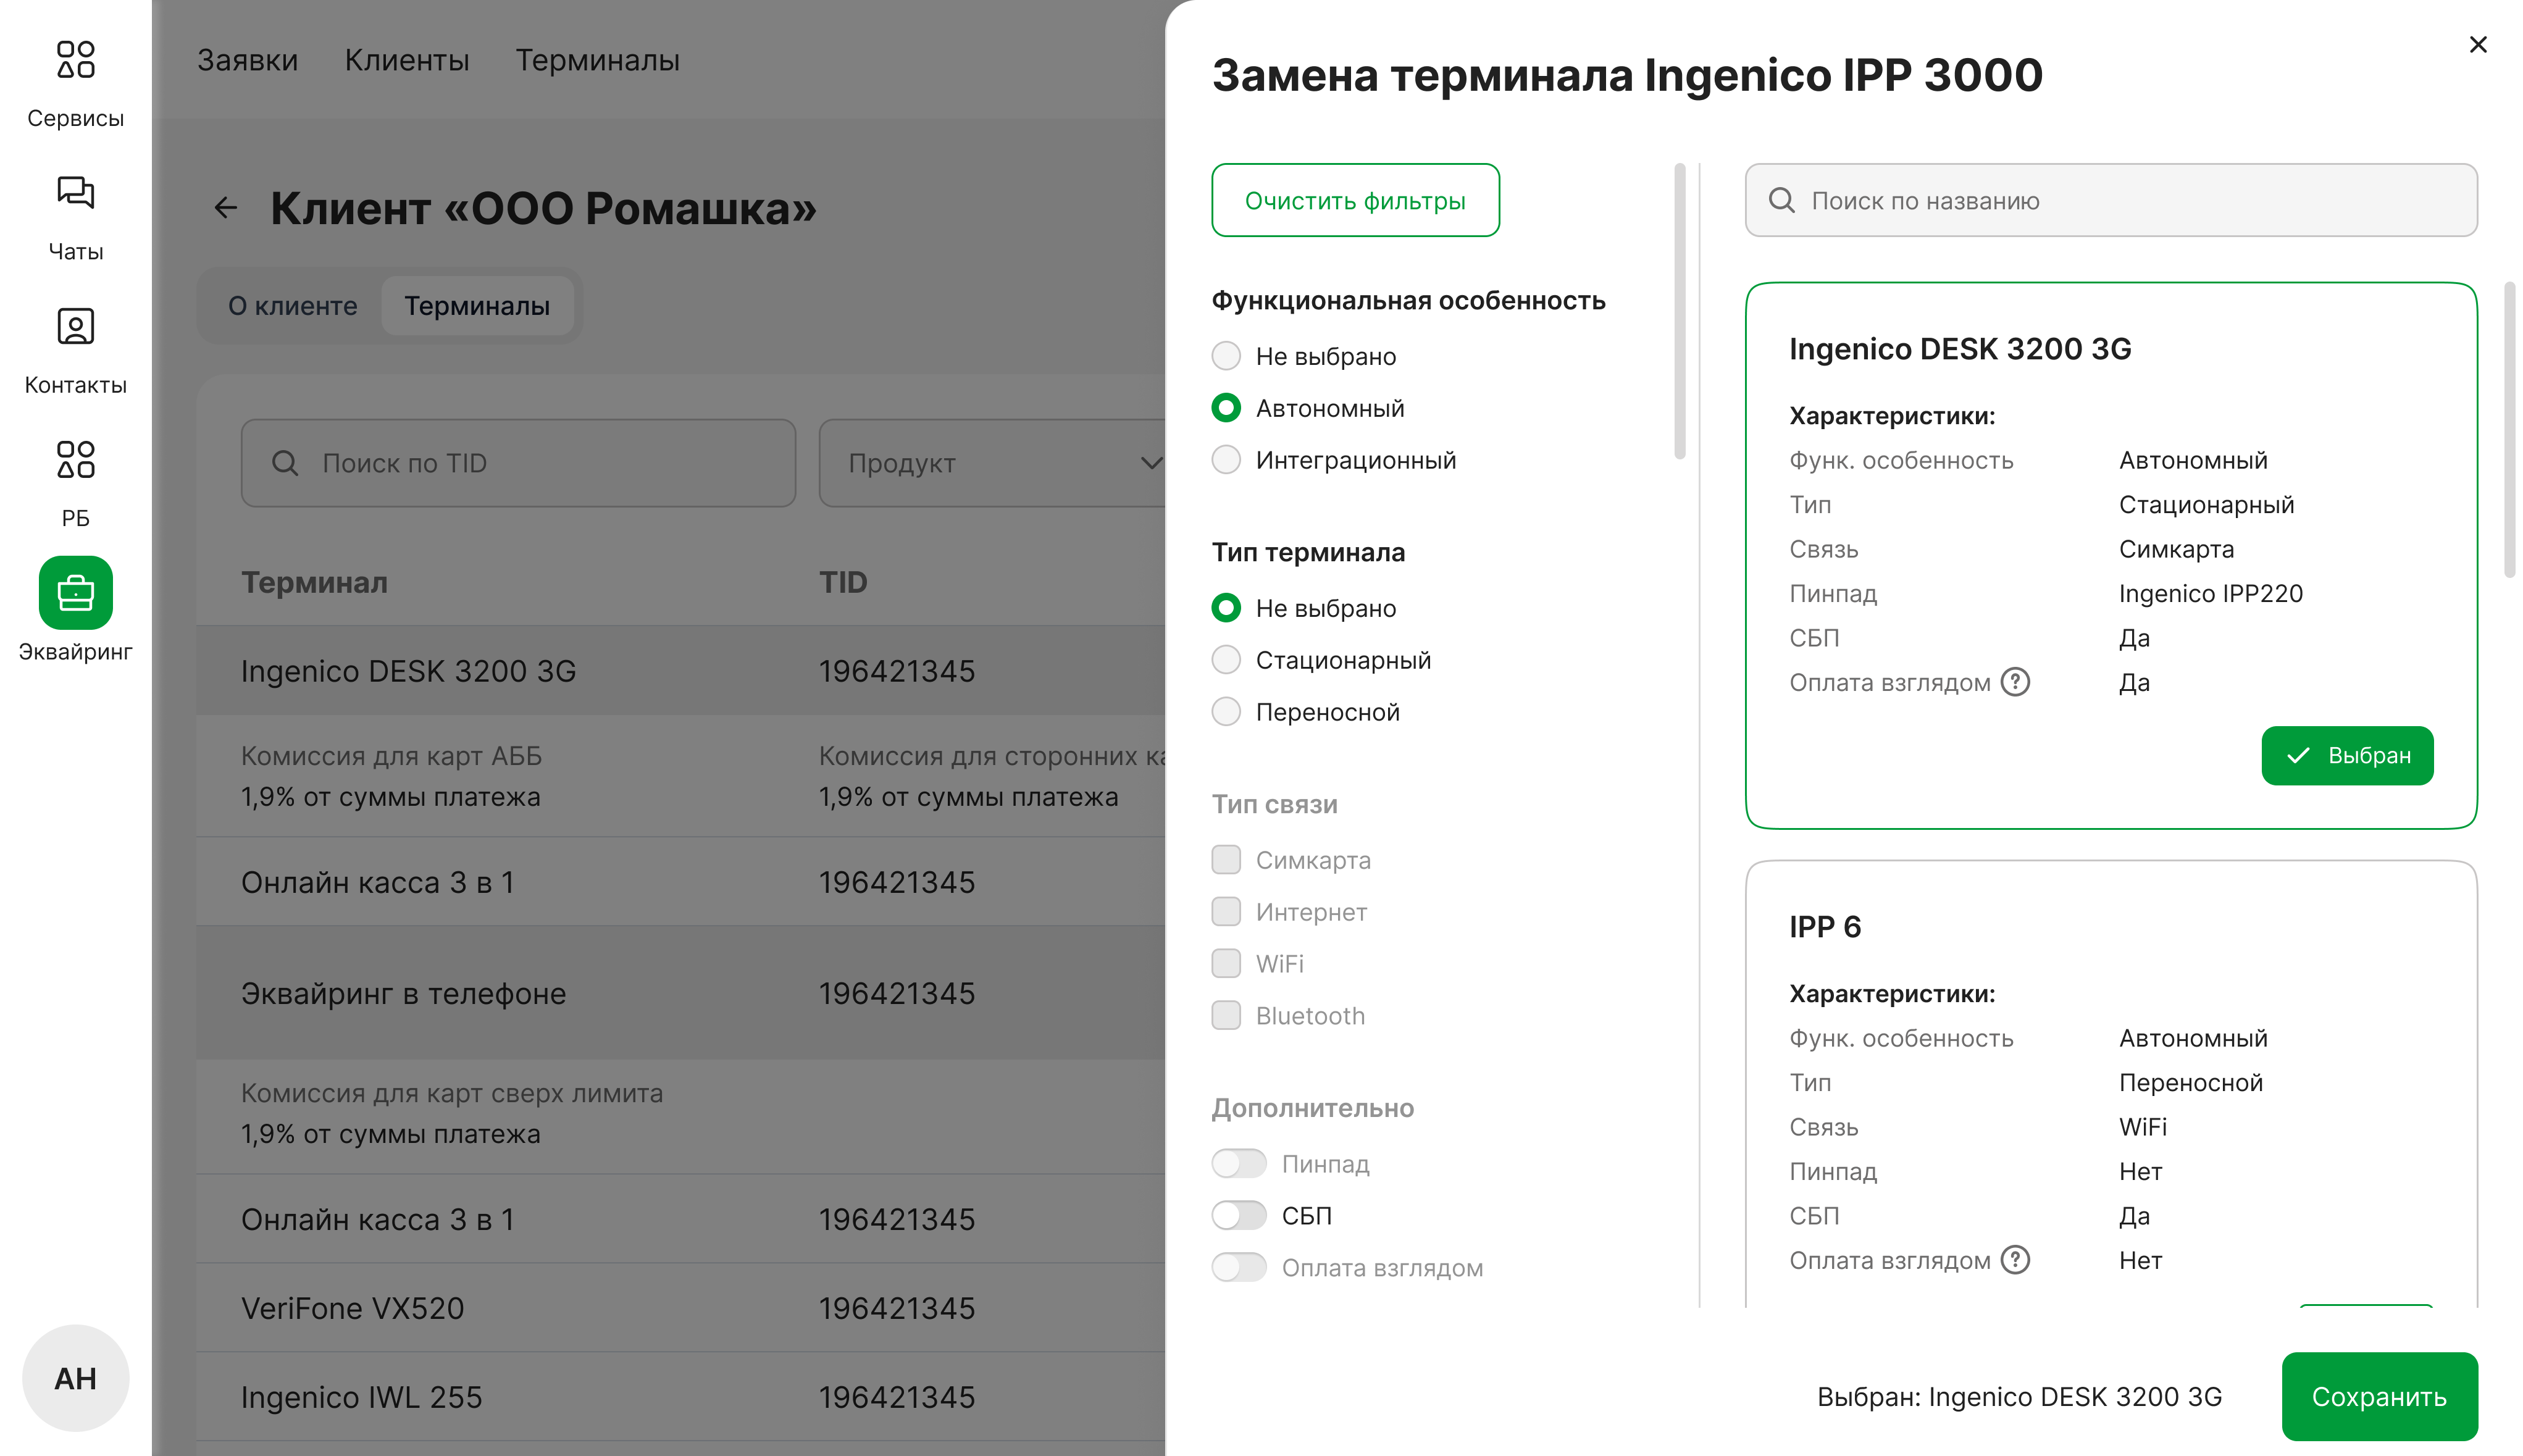 Сервисы
Чаты
Контакты
РБ
Эквайринг
АН
Заявки Клиенты Терминалы
Клиент «ООО Ромашка»
О клиенте Терминалы
Поиск по TID Продукт
Терминал TID
Ingenico DESK 3200 3G 196421345
Комиссия для карт АББ Комиссия для сторонних
1,9% от суммы платежа 1,9% от суммы платежа
Онлайн касса 3 в 1 196421345
Эквайринг в телефоне 196421345
Комиссия для карт сверх лимита
1,9% от суммы платежа
Онлайн касса 3 в 1 196421345
VeriFone VX520 196421345
Ingenico IWL 255 196421345
Замена терминала Ingenico IPP 3000
Очистить фильтры
Функциональная особенность
Не выбрано
Автономный
Интеграционный
Тип терминала
Не выбрано
Стационарный
Переносной
Тип связи
Симкарта
Интернет
WiFi
Bluetooth
Дополнительно
Пинпад
СБП
Оплата взглядом
Поиск по названию
Ingenico DESK 3200 3G
Характеристики:
Функ. особенность Автономный
Тип Стационарный
Связь Симкарта
Пинпад Ingenico IPP220
СБП Да
Оплата взглядом ? Да
Выбран
IPP 6
Характеристики:
Функ. особенность Автономный
Тип Переносной
Связь WiFi
Пинпад Нет
СБП Да
Оплата взглядом ? Нет
Выбран: Ingenico DESK 3200 3G
Сохранить